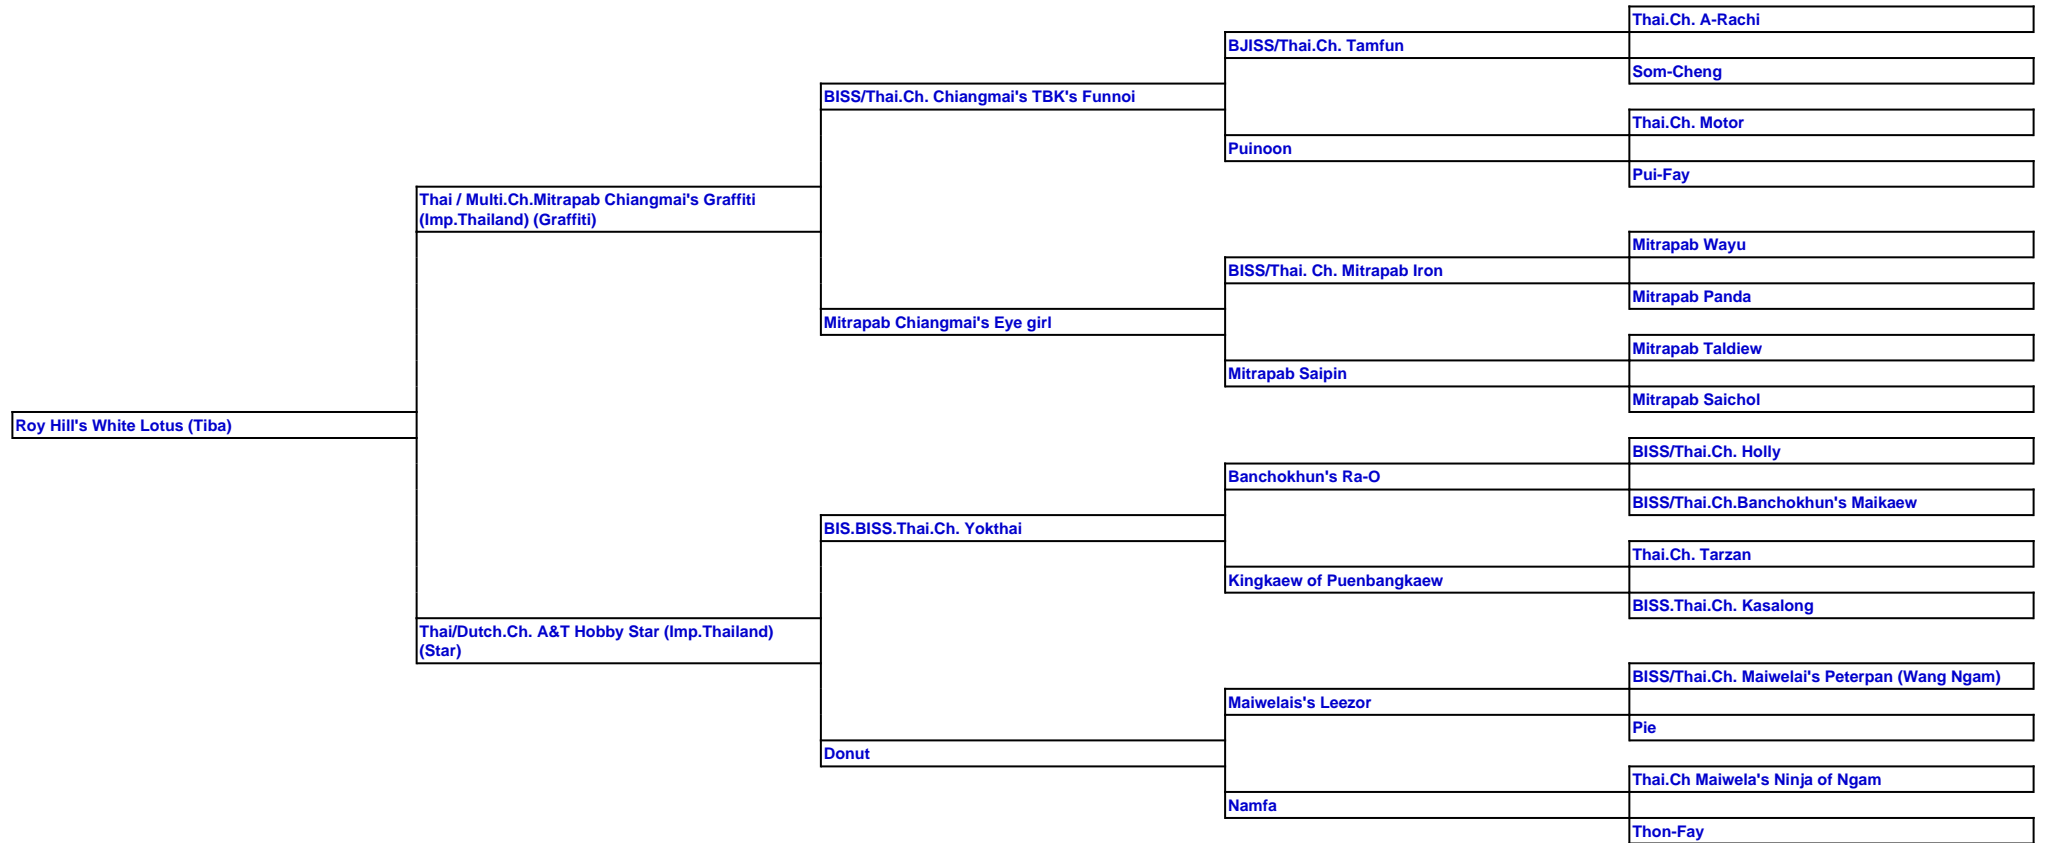 Thai.Ch. A-Rachi
BJISS/Thai.Ch. Tamfun
Som-Cheng
BISS/Thai.Ch. Chiangmai's TBK's Funnoi
Thai.Ch. Motor
Puinoon
Pui-Fay
Thai / Multi.Ch.Mitrapab Chiangmai's Graffiti
(Imp.Thailand) (Graffiti)
Mitrapab Wayu
BISS/Thai. Ch. Mitrapab Iron
Mitrapab Panda
Mitrapab Chiangmai's Eye girl
Mitrapab Taldiew
Mitrapab Saipin
Mitrapab Saichol
Roy Hill's White Lotus (Tiba)
BISS/Thai.Ch. Holly
Banchokhun's Ra-O
BISS/Thai.Ch.Banchokhun's Maikaew
BIS.BISS.Thai.Ch. Yokthai
Thai.Ch. Tarzan
Kingkaew of Puenbangkaew
BISS.Thai.Ch. Kasalong
Thai/Dutch.Ch. A&T Hobby Star (Imp.Thailand)
(Star)
BISS/Thai.Ch. Maiwelai's Peterpan (Wang Ngam)
Maiwelais's Leezor
Pie
Donut
Thai.Ch Maiwela's Ninja of Ngam
Namfa
Thon-Fay